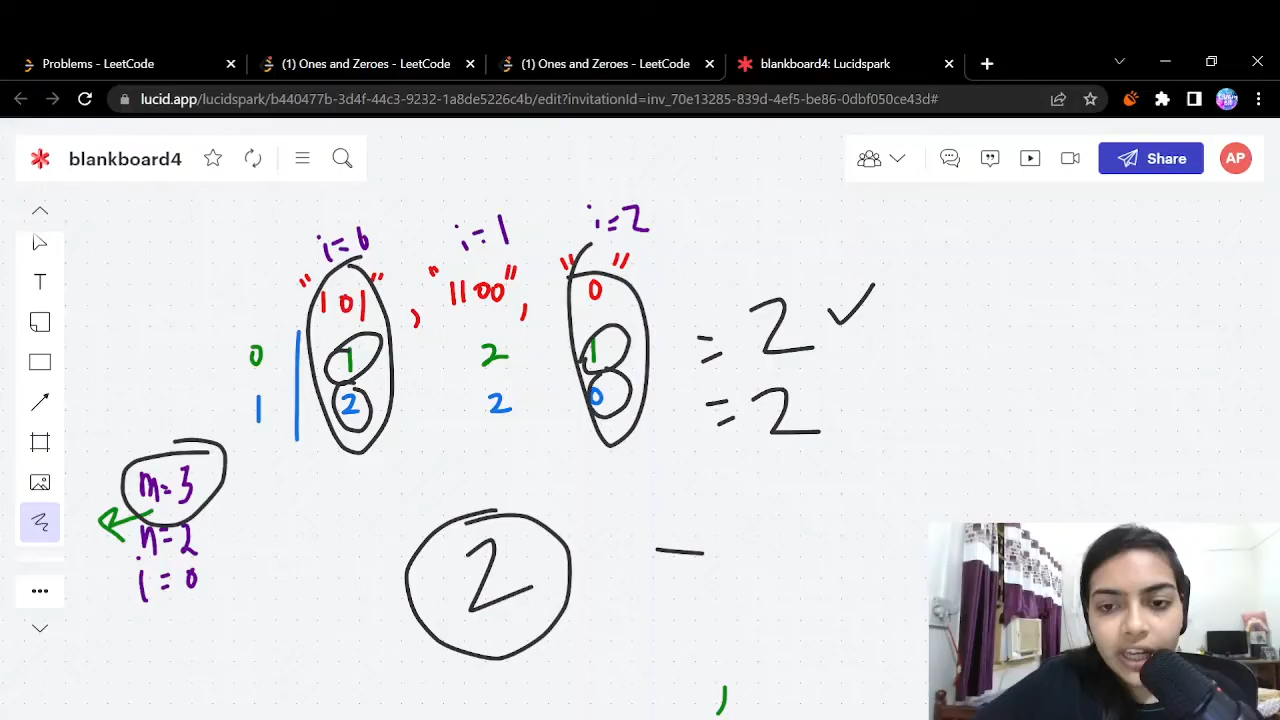 Problems - LeetCode
(1) Ones and Zeroes - LeetCode
(1) Ones and Zeroes - LeetCode
blankboard4: Lucidspark
lucid.app/lucidspark/b440477b-3d4f-44c3-9232-1a8de5226c4b/edit?invitationId=inv_70e13285-839d-4ef5-be86-0dbf050ce43d#
blankboard4
Share
AP
i=0 i=1 i=2
"101", "1100", "0"
0 1 2 1 = 2 ✓
1 2 2 0 = 2
m=3
n=2
i=0
2 —
,
T